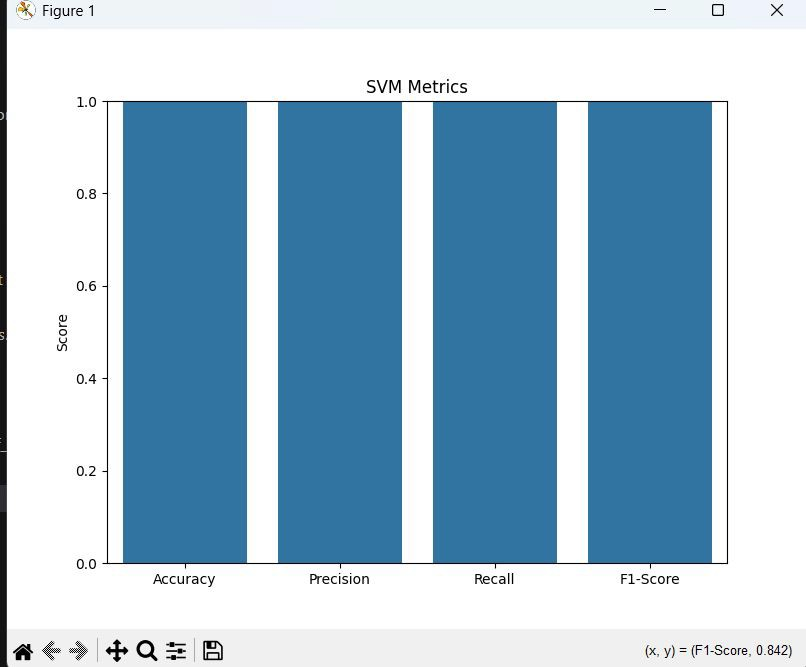 Figure 1
SVM Metrics
1.0
0.8
0.6
0.4
0.2
0.0
Score
Accuracy Precision Recall F1-Score
(x, y) = (F1-Score, 0.842)